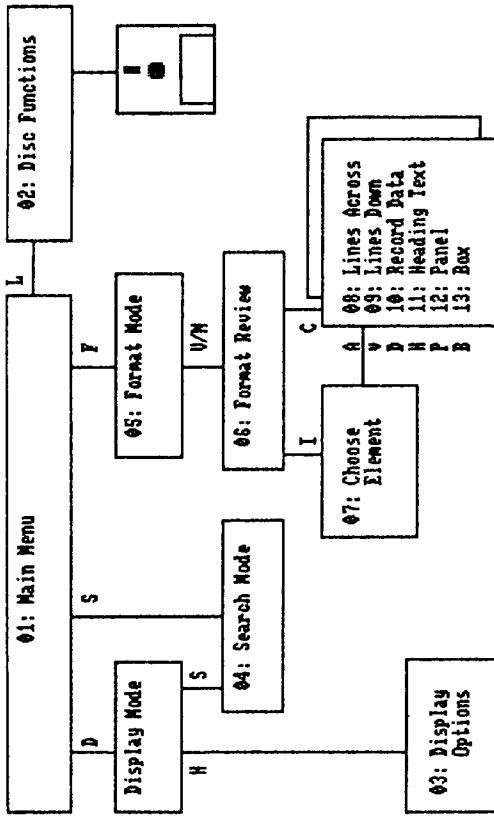 01: Main Menu
L
02: Disc Functions
D
S
F
Display Mode
05: Format Mode
S
H
V/M
04: Search Mode
06: Format Review
I
C
03: Display
Options
07: Choose
Element
A
V
D
H
P
B
08: Lines Across
09: Lines Down
10: Record Data
11: Heading Text
12: Panel
13: Box